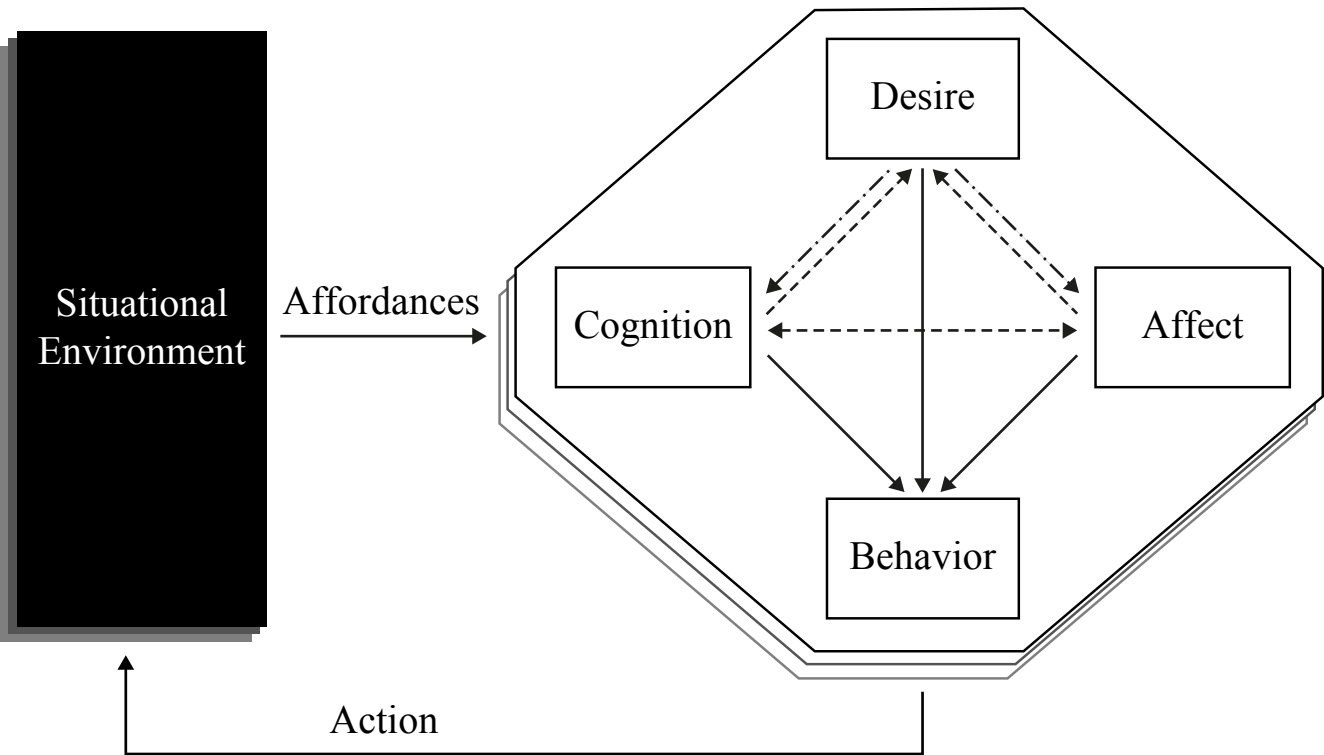 Desire
Situational
Environment
Affordances
Cognition
Affect
Behavior
Action